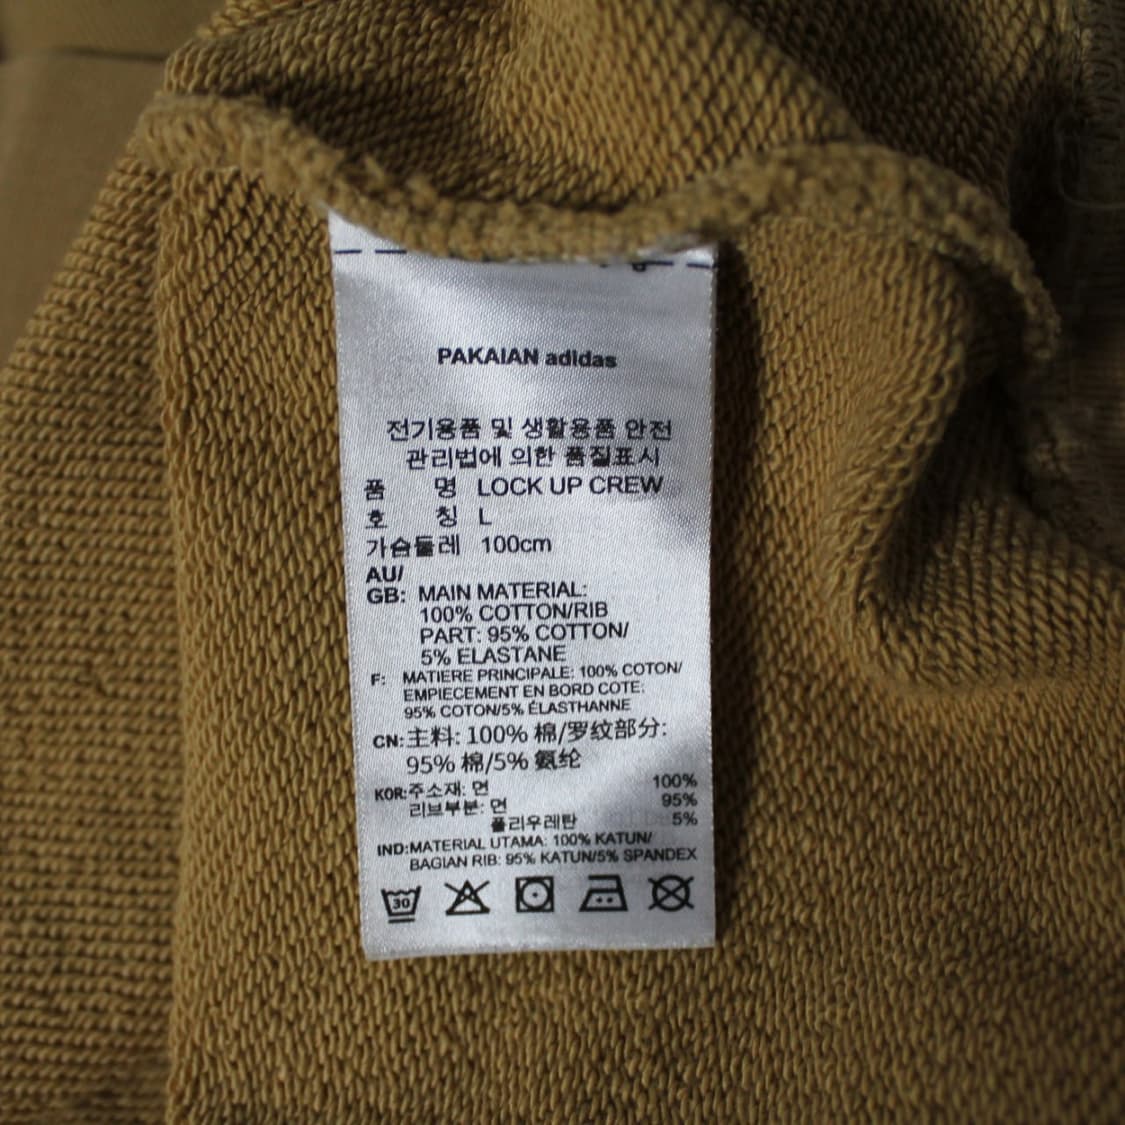 PAKAIAN adidas
전기용품 및 생활용품 안전
관리법에 의한 품질표시
품 명 LOCK UP CREW
호 칭 L
가슴둘레 100cm
AU/
GB: MAIN MATERIAL:
100% COTTON/RIB
PART: 95% COTTON/
5% ELASTANE
F: MATIERE PRINCIPALE: 100% COTON/
EMPIECEMENT EN BORD COTE:
95% COTON/5% ÉLASTHANNE
CN: 主料: 100% 棉/罗纹部分:
95% 棉/5% 氨纶
KOR: 주소재: 면 100%
리브부분: 면 95%
폴리우레탄 5%
IND: MATERIAL UTAMA: 100% KATUN/
BAGIAN RIB: 95% KATUN/5% SPANDEX
30